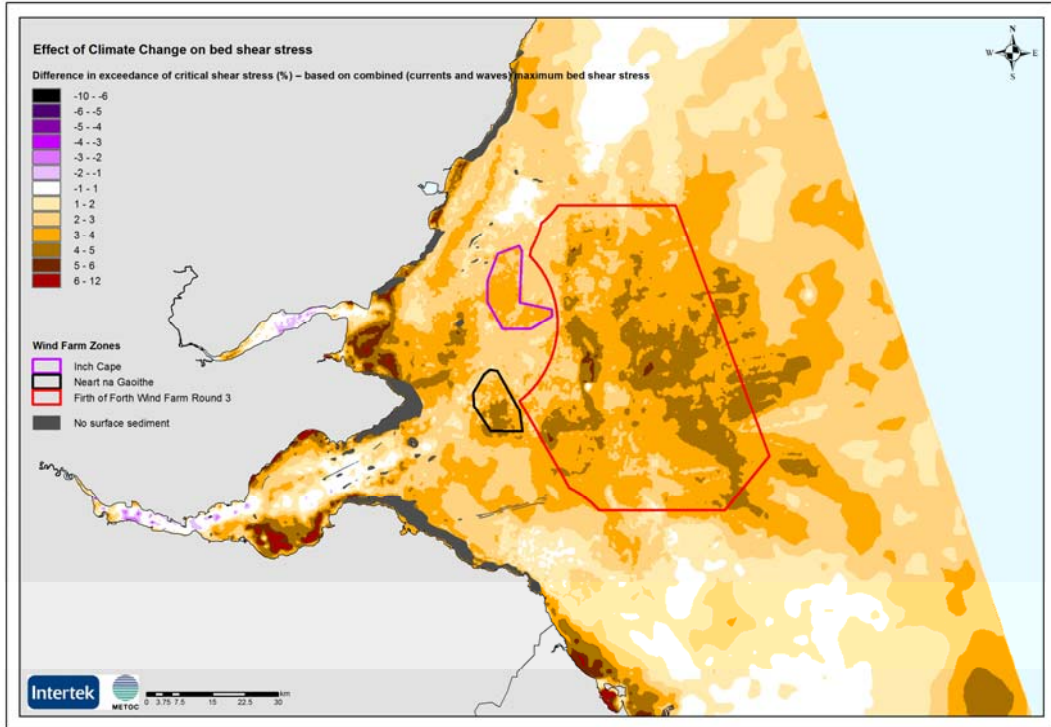 Effect of Climate Change on bed shear stress
Difference in exceedance of critical shear stress (%) – based on combined (currents and waves) maximum bed shear stress
-10 - -6
-6 - -5
-5 - -4
-4 - -3
-3 - -2
-2 - -1
-1 - 1
1 - 2
2 - 3
3 - 4
4 - 5
5 - 6
6 - 12
Wind Farm Zones
Inch Cape
Neart na Gaoithe
Firth of Forth Wind Farm Round 3
No surface sediment
N
W E
S
Intertek
METOC
km
0 3.75 7.5 15 22.5 30